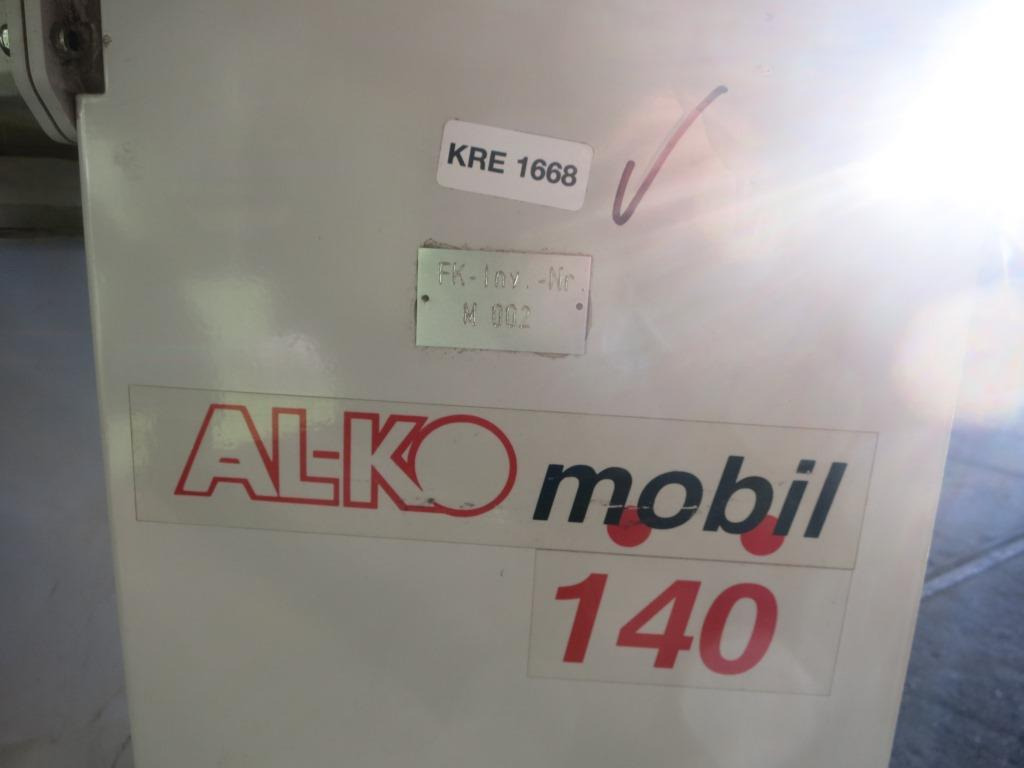 KRE 1668
FK-Inv.-Nr.
M 002
AL-KO mobil
140